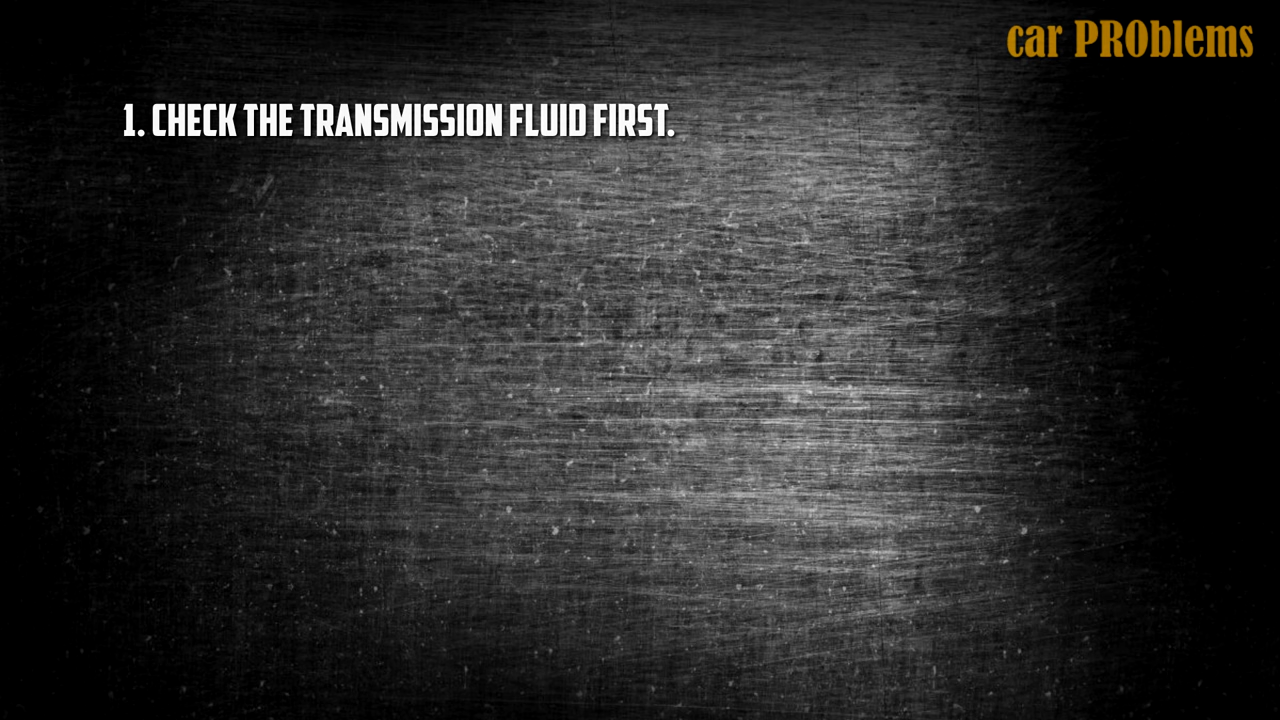 car PROblems
1. CHECK THE TRANSMISSION FLUID FIRST.